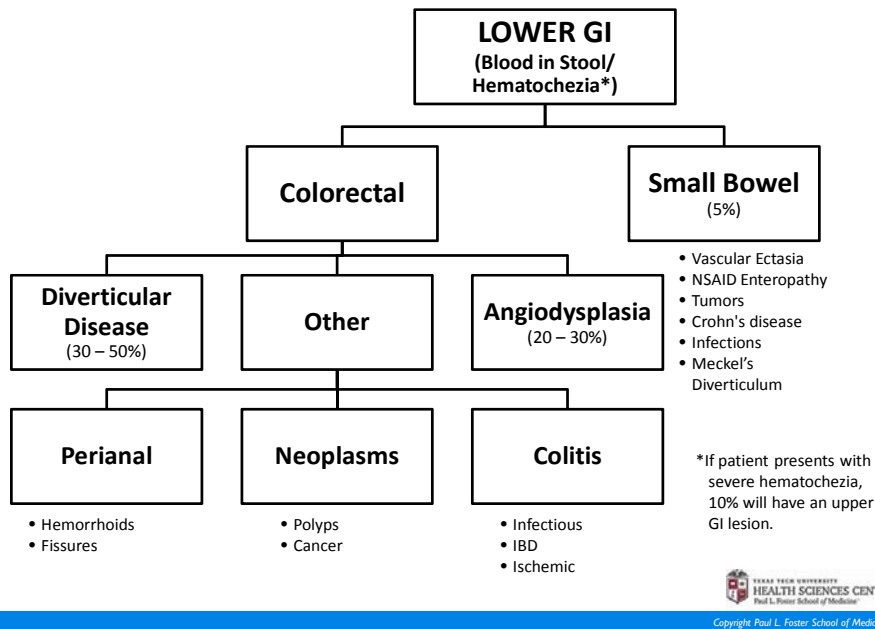 LOWER GI
(Blood in Stool/
Hematochezia*)
Colorectal
Small Bowel
(5%)
• Vascular Ectasia
• NSAID Enteropathy
• Tumors
• Crohn's disease
• Infections
• Meckel’s
Diverticulum
Diverticular
Disease
(30 – 50%)
Other
Angiodysplasia
(20 – 30%)
Perianal
Neoplasms
Colitis
• Hemorrhoids
• Fissures
• Polyps
• Cancer
• Infectious
• IBD
• Ischemic
*If patient presents with
severe hematochezia,
10% will have an upper
GI lesion.
TEXAS TECH UNIVERSITY
HEALTH SCIENCES CEN
Paul L. Foster School of Medicine
Copyright Paul L. Foster School of Medic